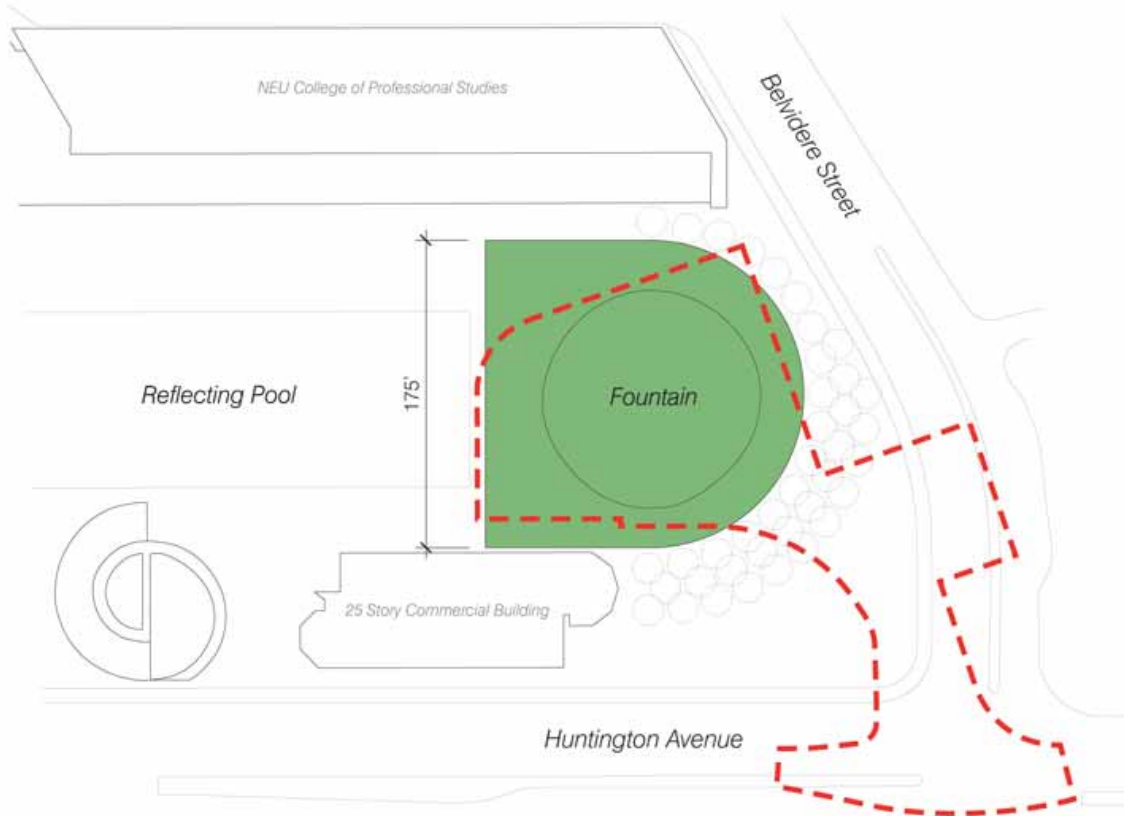 NEU College of Professional Studies
Belvidere Street
175'
Reflecting Pool
Fountain
25 Story Commercial Building
Huntington Avenue